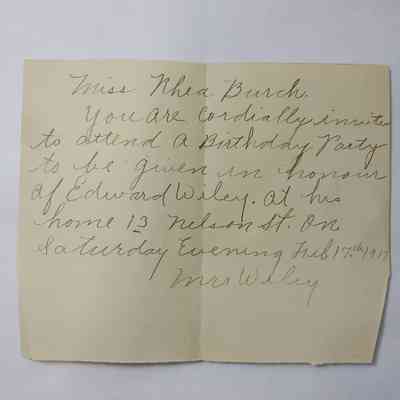 Miss Rhea Burch.
You are Cordially invite
to attend a Birthday Party
to be given in honour
of Edward Wiley. at his
home 13 Nelson St. On
Saturday Evening Feb 17th 1917
Mrs Wiley